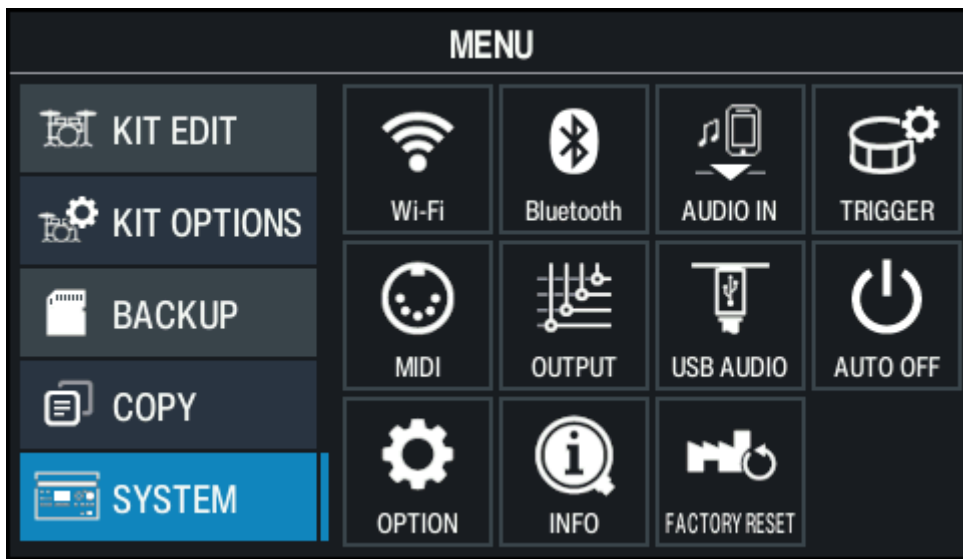 MENU
KIT EDIT
KIT OPTIONS
BACKUP
COPY
SYSTEM
Wi-Fi
Bluetooth
AUDIO IN
TRIGGER
MIDI
OUTPUT
USB AUDIO
AUTO OFF
OPTION
INFO
FACTORY RESET